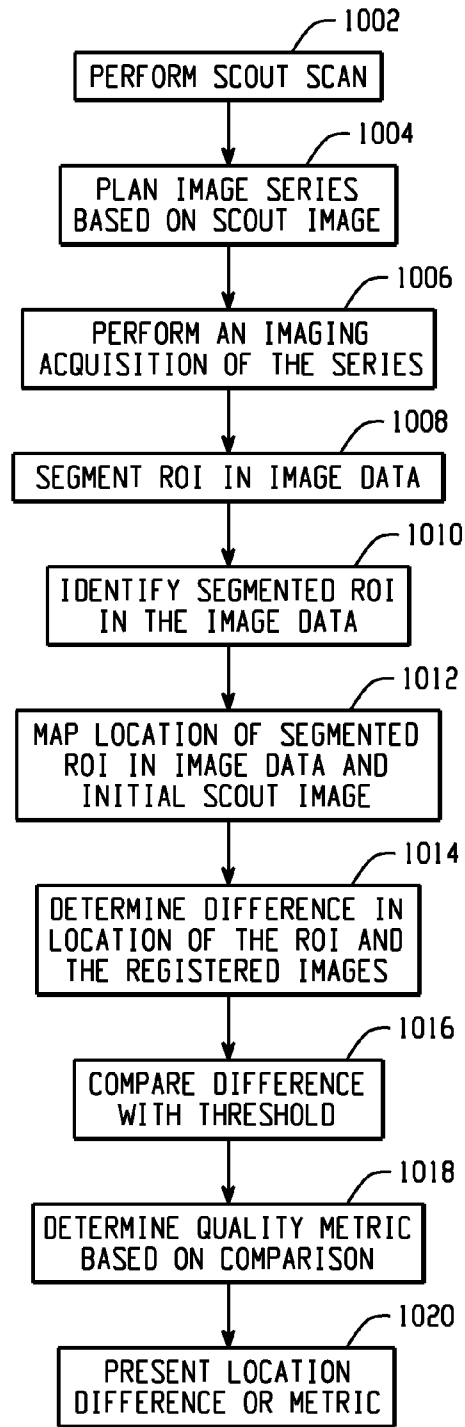 1002
PERFORM SCOUT SCAN
1004
PLAN IMAGE SERIES
BASED ON SCOUT IMAGE
1006
PERFORM AN IMAGING
ACQUISITION OF THE SERIES
1008
SEGMENT ROI IN IMAGE DATA
1010
IDENTIFY SEGMENTED ROI
IN THE IMAGE DATA
1012
MAP LOCATION OF SEGMENTED
ROI IN IMAGE DATA AND
INITIAL SCOUT IMAGE
1014
DETERMINE DIFFERENCE IN
LOCATION OF THE ROI AND
THE REGISTERED IMAGES
1016
COMPARE DIFFERENCE
WITH THRESHOLD
1018
DETERMINE QUALITY METRIC
BASED ON COMPARISON
1020
PRESENT LOCATION
DIFFERENCE OR METRIC